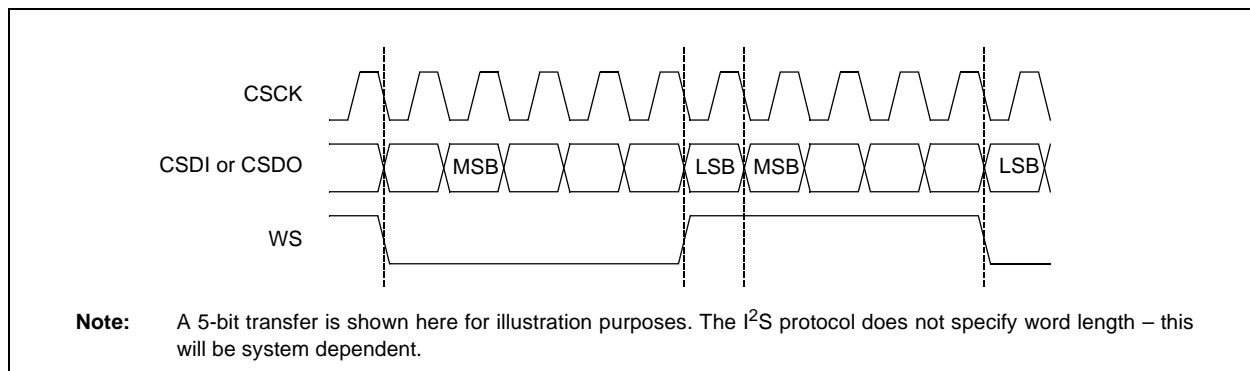 CSCK
CSDI or CSDO
MSB
LSB
MSB
LSB
WS
Note: A 5-bit transfer is shown here for illustration purposes. The I²S protocol does not specify word length – this
will be system dependent.